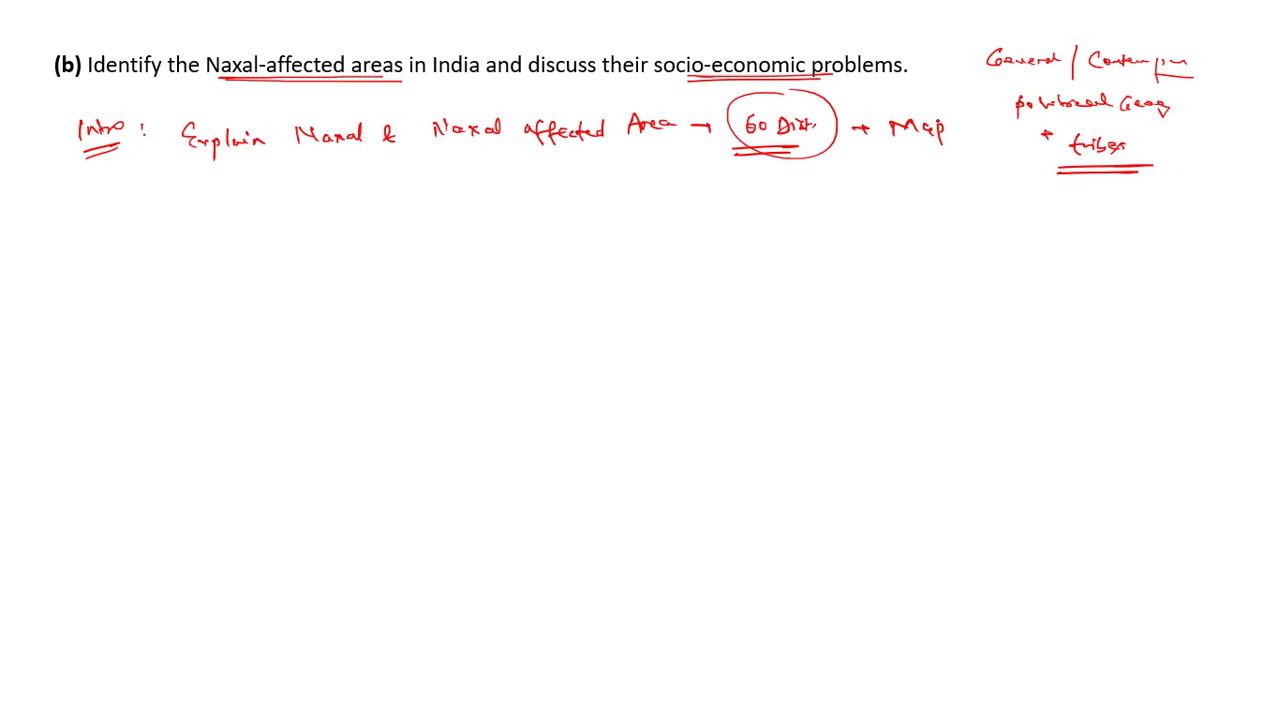 (b) Identify the Naxal-affected areas in India and discuss their socio-economic problems.
General /
political Geog
+ tribes
Intro : Explain Naxal & Naxal affected Area → 60 Dist. + Map